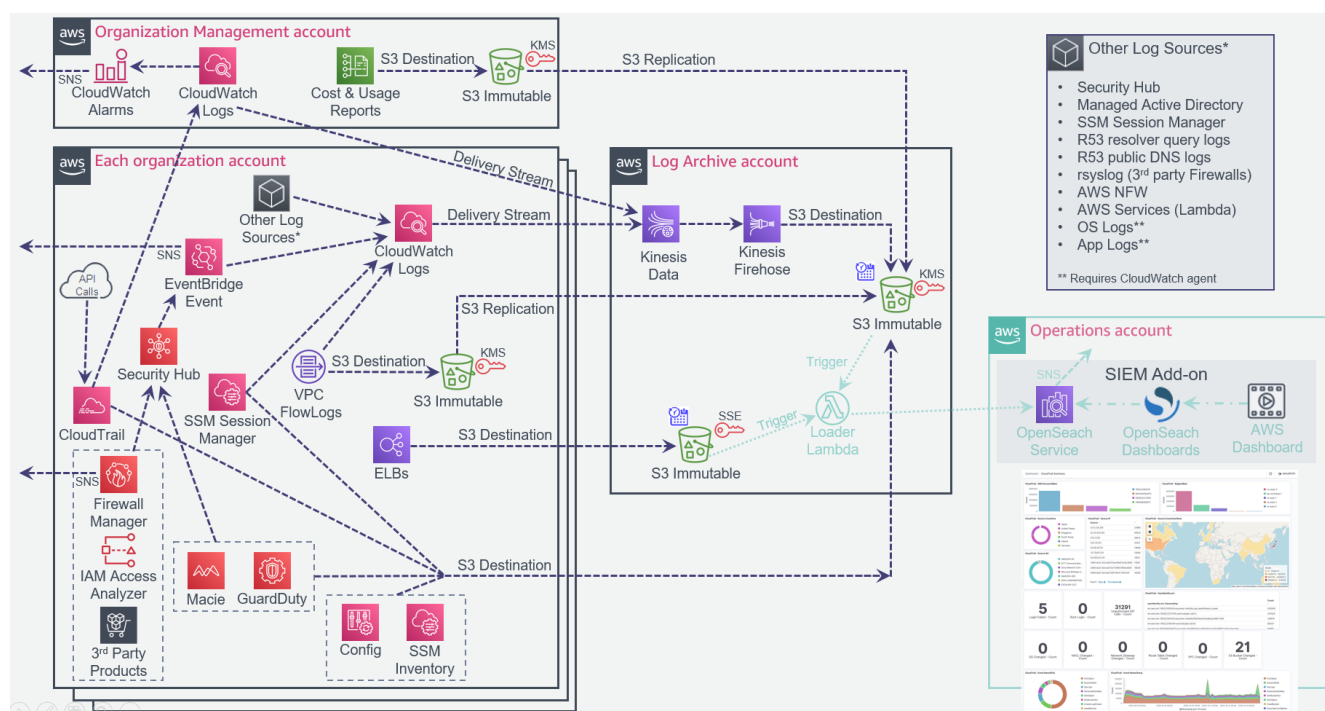 aws
Organization Management account
SNS
CloudWatch
Alarms
CloudWatch
Logs
Cost & Usage
Reports
S3 Destination
KMS
S3 Immutable
S3 Replication
Other Log Sources*
• Security Hub
• Managed Active Directory
• SSM Session Manager
• R53 resolver query logs
• R53 public DNS logs
• rsyslog (3rd party Firewalls)
• AWS NFW
• AWS Services (Lambda)
• OS Logs**
• App Logs**
** Requires CloudWatch agent
aws
Each organization account
Other Log
Sources*
Delivery Stream
CloudWatch
Logs
Delivery Stream
SNS
EventBridge
Event
API
Calls
Security Hub
CloudTrail
SSM Session
Manager
VPC
FlowLogs
S3 Destination
KMS
S3 Immutable
S3 Replication
ELBs
S3 Destination
SNS
Firewall
Manager
IAM Access
Analyzer
3rd Party
Products
Macie
GuardDuty
Config
SSM
Inventory
S3 Destination
aws
Log Archive account
Kinesis
Data
Kinesis
Firehose
S3 Destination
KMS
S3 Immutable
Trigger
SSE
S3 Immutable
Trigger
Loader
Lambda
aws
Operations account
SNS
SIEM Add-on
OpenSeach
Service
OpenSeach
Dashboards
AWS
Dashboard
5
0
31291
0
0
0
0
0
21